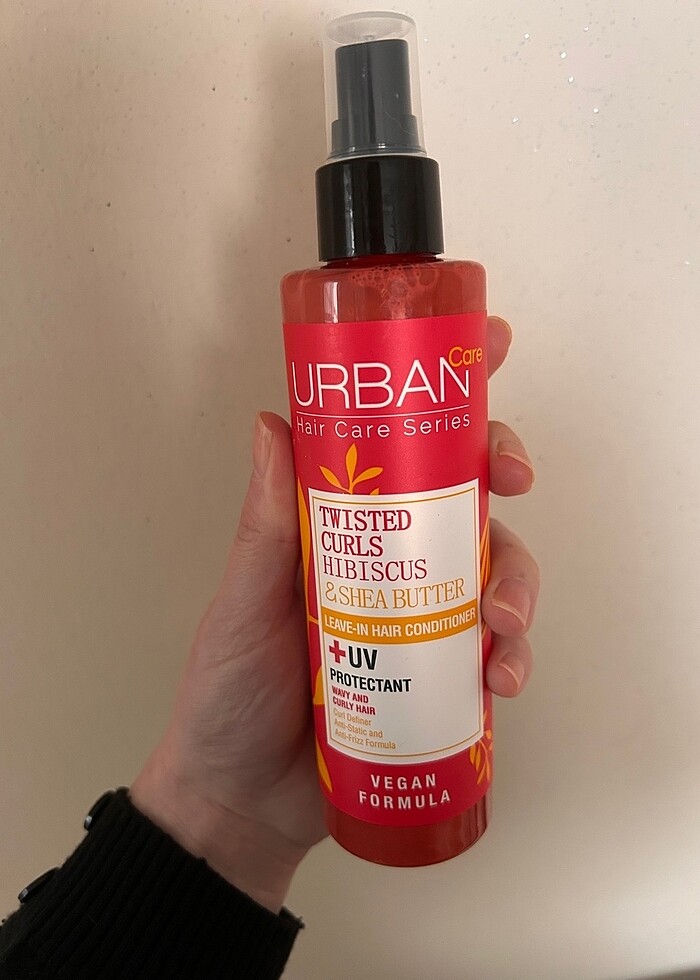 URBAN Care
Hair Care Series
TWISTED
CURLS
HIBISCUS
& SHEA BUTTER
LEAVE-IN HAIR CONDITIONER
+UV
PROTECTANT
WAVY AND
CURLY HAIR
Curl Definer
Anti-Static and
Anti-Frizz Formula
VEGAN
FORMULA